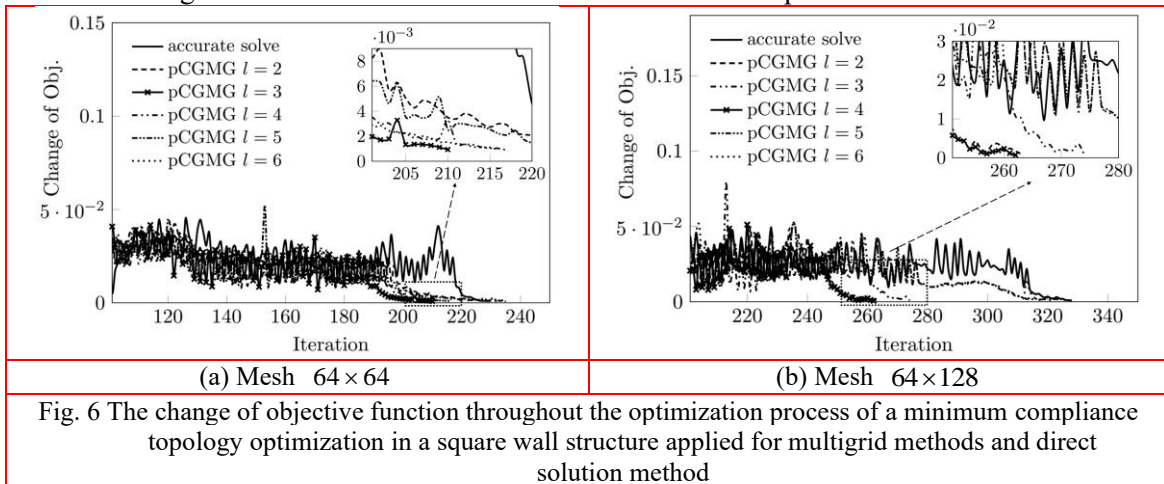 0.15
0.1
5 · 10⁻²
0
Change of Obj.
accurate solve
pCGMG l = 2
pCGMG l = 3
pCGMG l = 4
pCGMG l = 5
pCGMG l = 6
·10⁻³
8
6
4
2
0
205 210 215 220
120 140 160 180 200 220 240
Iteration
0.15
0.1
5 · 10⁻²
0
Change of Obj.
accurate solve
pCGMG l = 2
pCGMG l = 3
pCGMG l = 4
pCGMG l = 5
pCGMG l = 6
·10⁻²
3
2
1
0
260 270 280
220 240 260 280 300 320 340
Iteration
(a) Mesh 64 × 64
(b) Mesh 64 × 128
Fig. 6 The change of objective function throughout the optimization process of a minimum compliance
topology optimization in a square wall structure applied for multigrid methods and direct
solution method